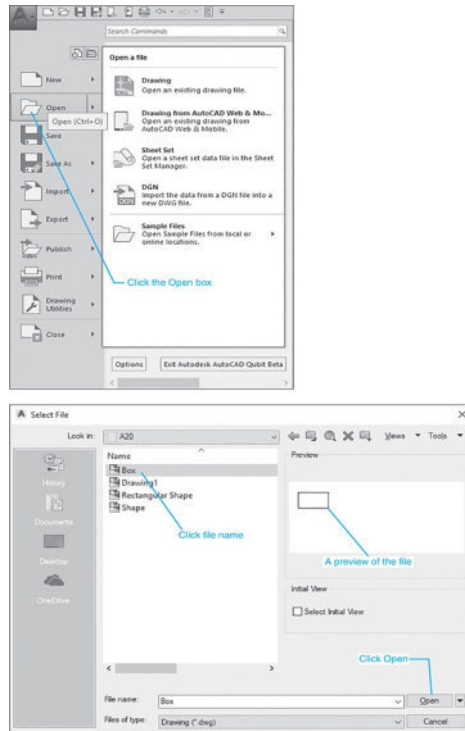 A
Search Commands
Open a file
New
Open
Open (Ctrl+O)
Save
Save As
Import
Export
Publish
Print
Drawing
Utilities
Close
Drawing
Open an existing drawing file.
Drawing from AutoCAD Web & Mo...
Open an existing drawing from
AutoCAD Web & Mobile.
Sheet Set
Open a sheet set data file in the Sheet
Set Manager.
DGN
Import the data from a DGN file into a
new DWG file.
Sample Files
Open Sample Files from local or
online locations.
Click the Open box
Options
Exit Autodesk AutoCAD Qubit Beta
A Select File
Look in:
A20
Views
Tools
History
Documents
Desktop
OneDrive
Name
Box
Drawing1
Rectangular Shape
Shape
Click file name
Preview
A preview of the file
Initial View
Select Initial View
Click Open
File name:
Box
Open
Files of type:
Drawing (*.dwg)
Cancel